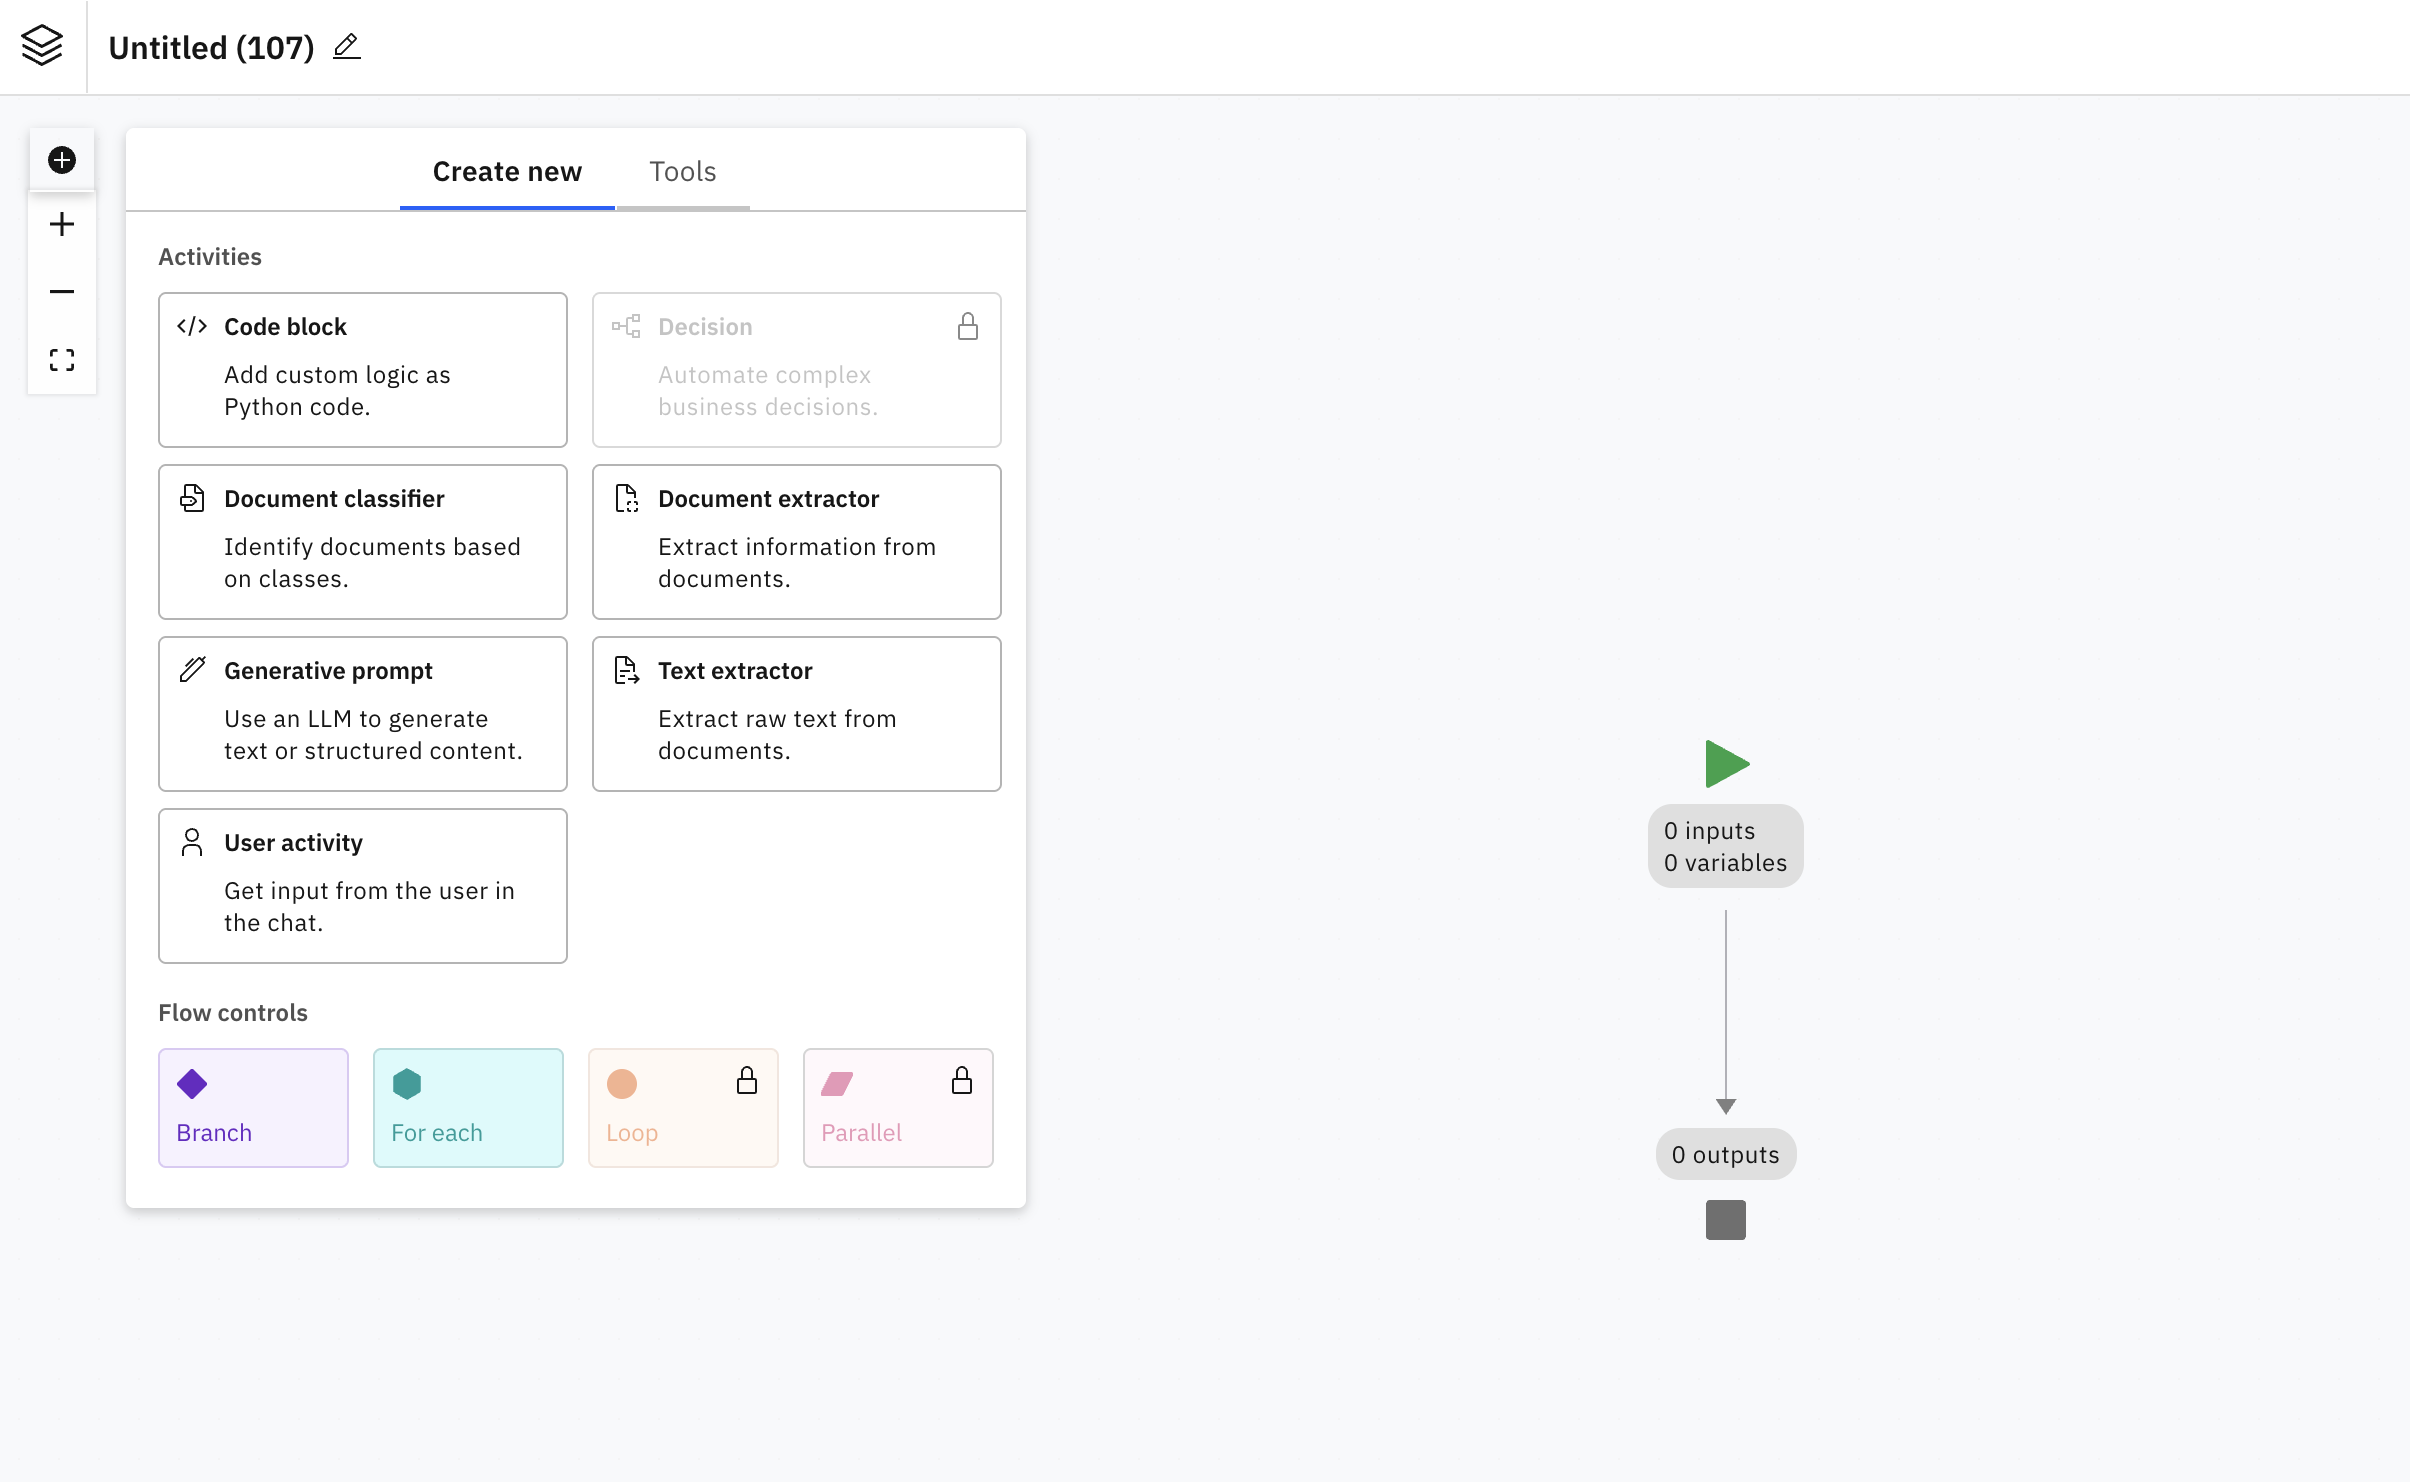 Untitled (107)
Create new
Tools
Activities
Code block
Add custom logic as
Python code.
Decision
Automate complex
business decisions.
Document classifier
Identify documents based
on classes.
Document extractor
Extract information from
documents.
Generative prompt
Use an LLM to generate
text or structured content.
Text extractor
Extract raw text from
documents.
User activity
Get input from the user in
the chat.
Flow controls
Branch
For each
Loop
Parallel
0 inputs
0 variables
0 outputs